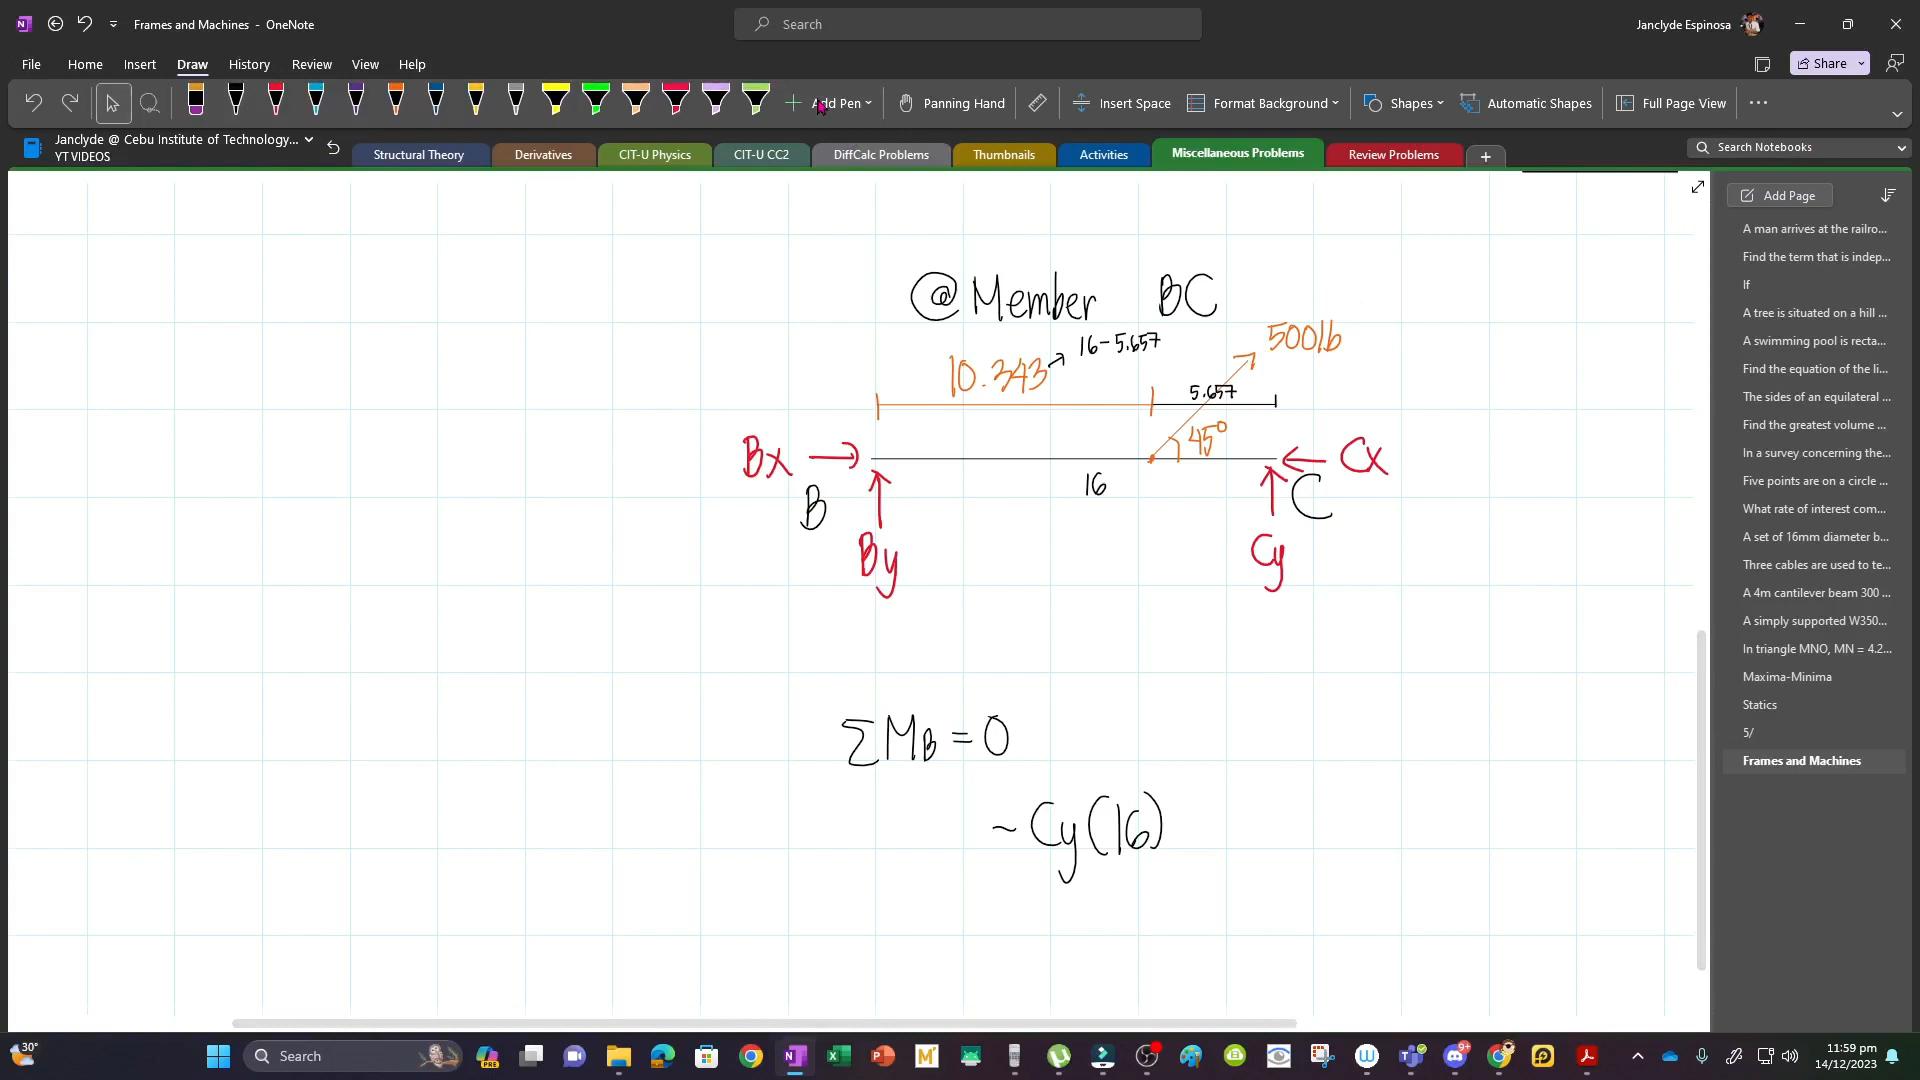 Frames and Machines - OneNote
Search
Janclyde Espinosa
File Home Insert Draw History Review View Help
Share
Add Pen
Panning Hand
Insert Space
Format Background
Shapes
Automatic Shapes
Full Page View
Janclyde @ Cebu Institute of Technology...
YT VIDEOS
Structural Theory
Derivatives
CIT-U Physics
CIT-U CC2
DiffCalc Problems
Thumbnails
Activities
Miscellaneous Problems
Review Problems
Search Notebooks
Add Page
A man arrives at the railro...
Find the term that is indep...
If
A tree is situated on a hill ...
A swimming pool is recta...
Find the equation of the li...
The sides of an equilateral ...
Find the greatest volume ...
In a survey concerning the...
Five points are on a circle ...
What rate of interest com...
A set of 16mm diameter b...
Three cables are used to te...
A 4m cantilever beam 300 ...
A simply supported W350...
In triangle MNO, MN = 4.2...
Maxima-Minima
Statics
5/
Frames and Machines
@ Member BC
16-5.657
500lb
10.343
5.657
45°
Bx
Cx
B
16
C
By
Cy
ΣMB = 0
- Cy(16)
30°
Search
PRE
9+
11:59 pm
14/12/2023